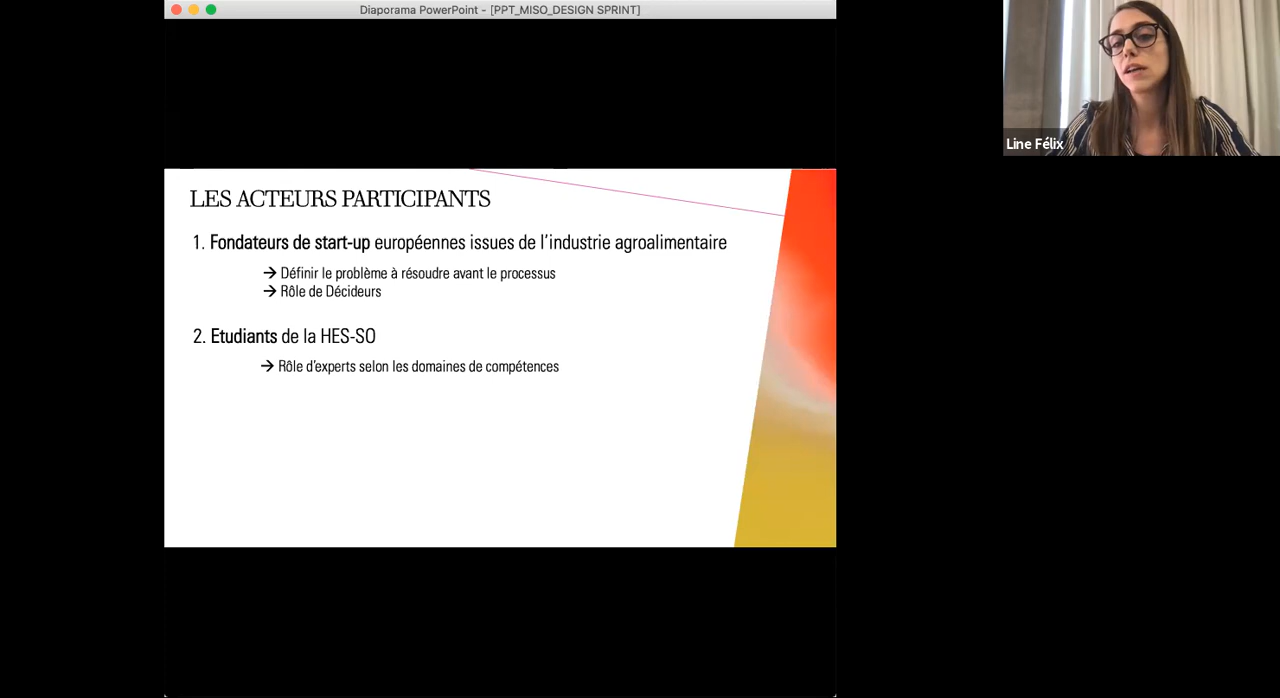 Diaporama PowerPoint - [PPT_MISO_DESIGN SPRINT]
Line Félix
LES ACTEURS PARTICIPANTS
1. Fondateurs de start-up européennes issues de l’industrie agroalimentaire
→ Définir le problème à résoudre avant le processus
→ Rôle de Décideurs
2. Etudiants de la HES-SO
→ Rôle d’experts selon les domaines de compétences